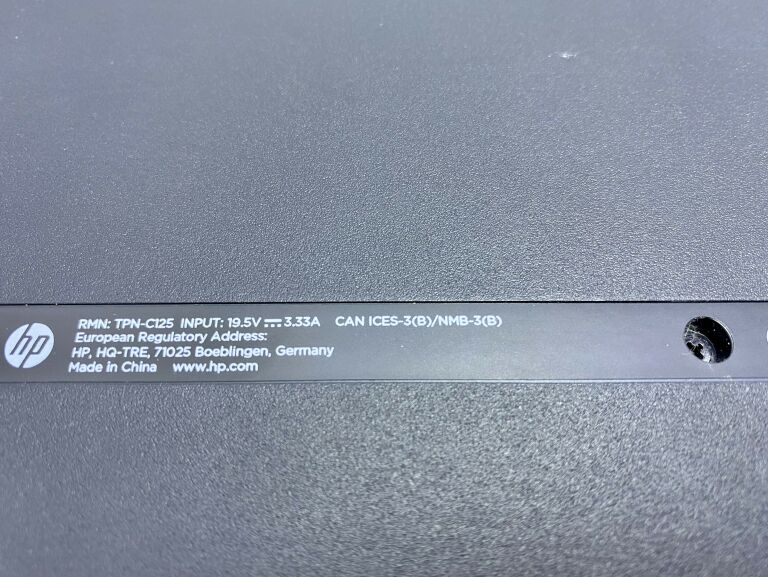 hp
RMN: TPN-C125 INPUT: 19.5V⎓3.33A CAN ICES-3(B)/NMB-3(B)
European Regulatory Address:
HP, HQ-TRE, 71025 Boeblingen, Germany
Made in China www.hp.com